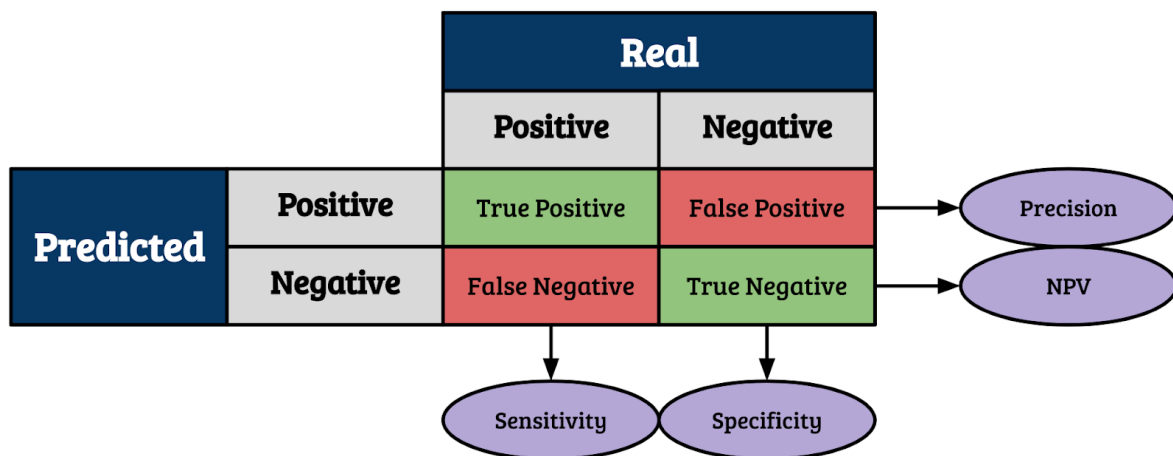 Real
Positive Negative
Predicted
Positive True Positive False Positive Precision
Negative False Negative True Negative NPV
Sensitivity Specificity